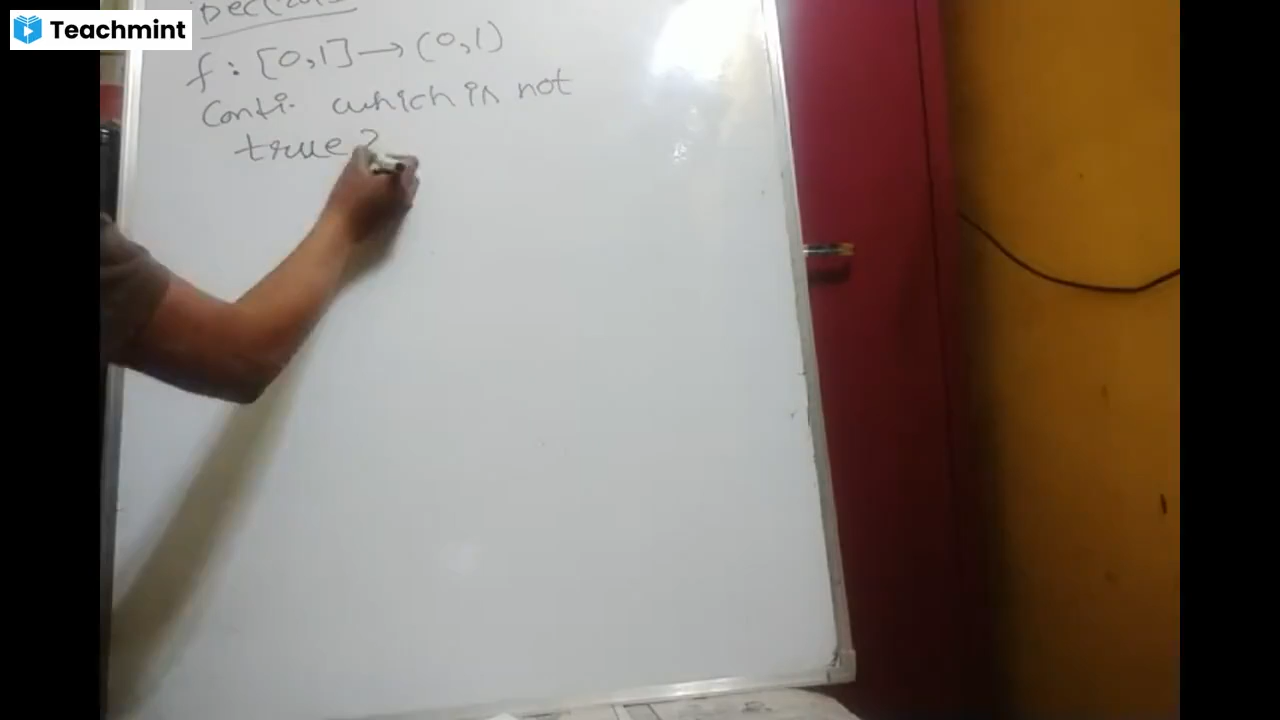 Teachmint
f : [0,1] → (0,1)
Conti. which is not
true?